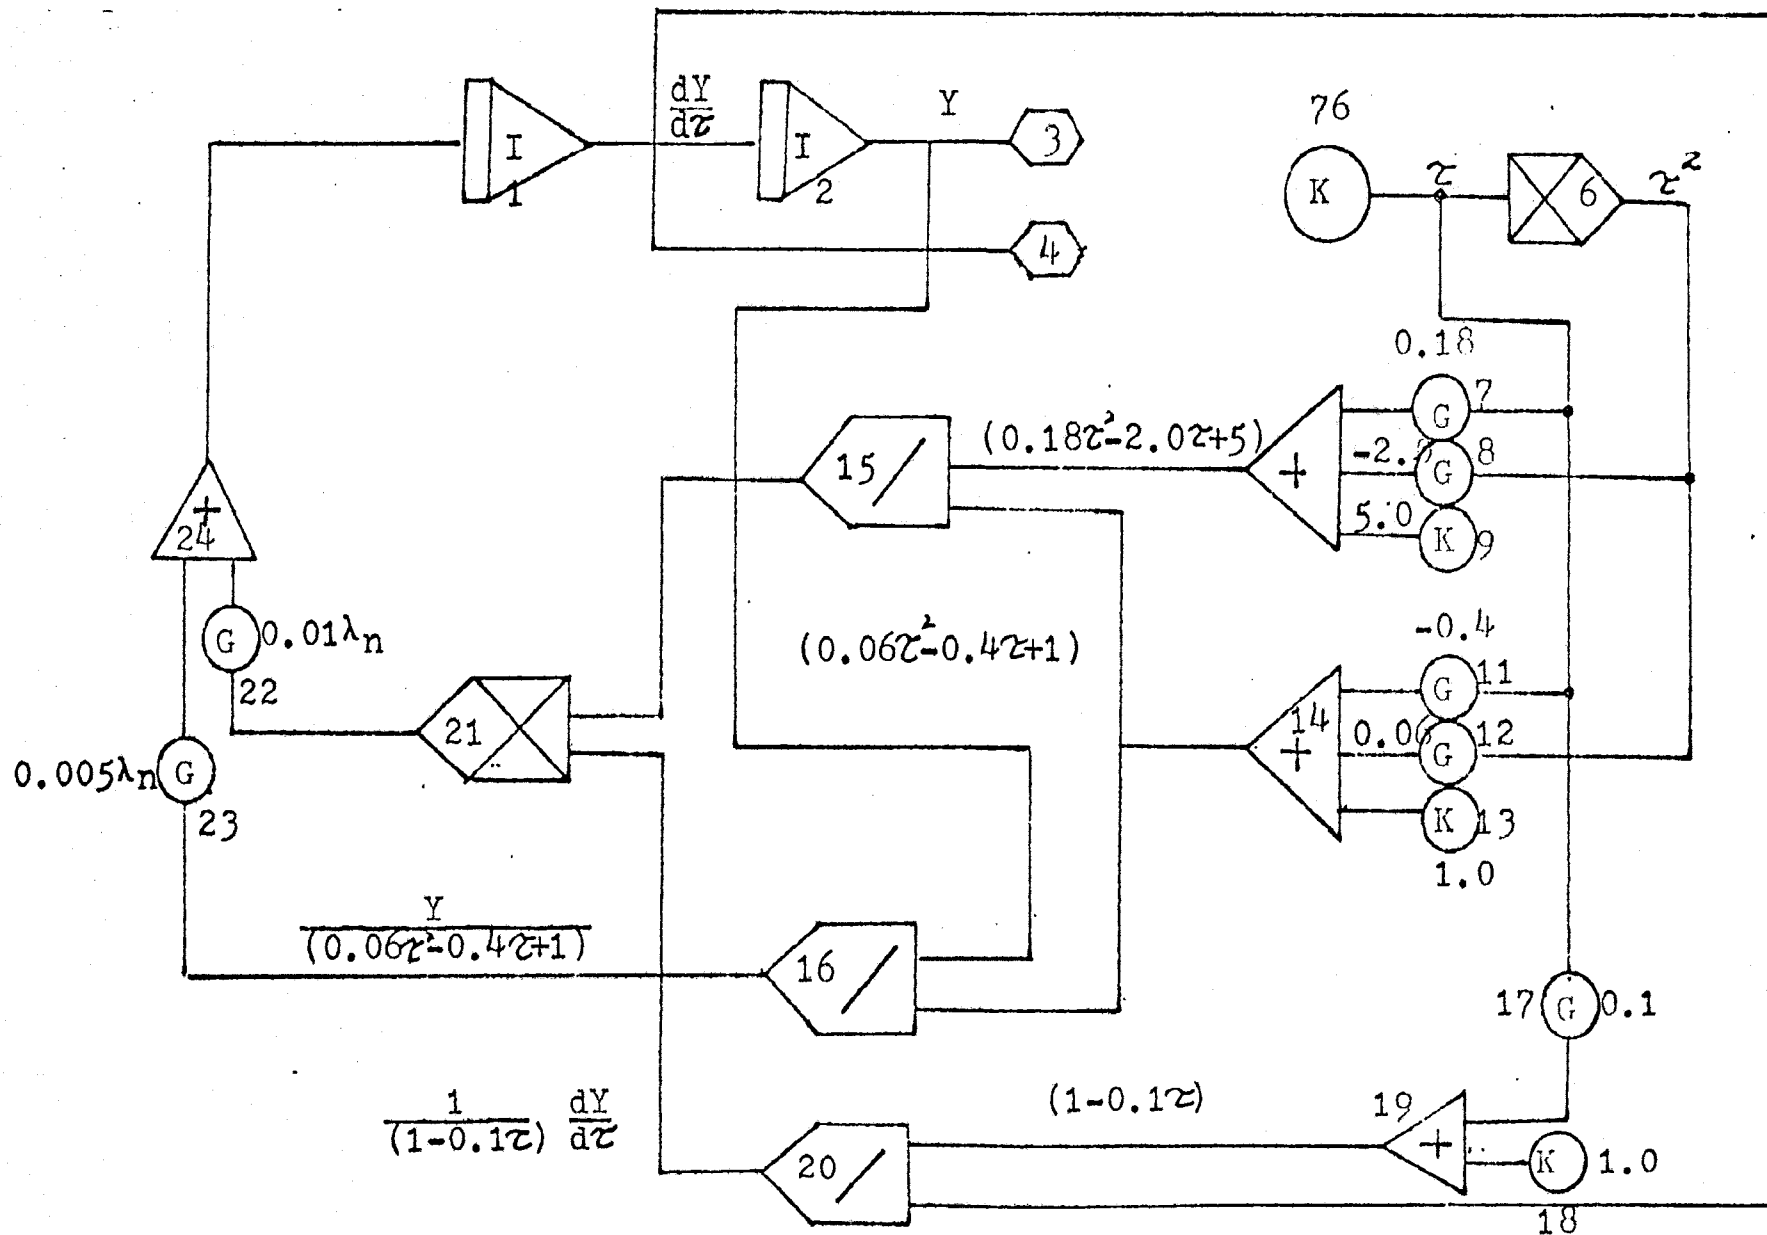 dY
dτ
Y
76
I
1
I
2
3
K
τ
6
τ²
4
0.18
G
7
(0.18τ²-2.0τ+5)
-2.
G
8
15
/
+
5.0
K
9
+
24
G
0.01λn
22
(0.06τ²-0.4τ+1)
-0.4
G
11
14
0.06
G
12
+
21
0.005λn
G
23
K
13
1.0
Y
(0.06τ²-0.4τ+1)
16
/
17
G
0.1
1
(1-0.1τ)
dY
dτ
(1-0.1τ)
19
+
20
/
K
1.0
18